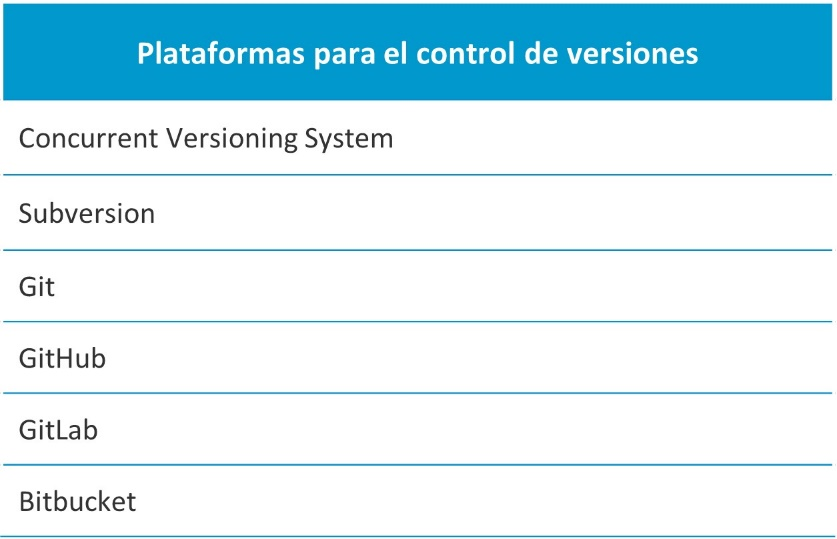 Plataformas para el control de versiones
Concurrent Versioning System
Subversion
Git
GitHub
GitLab
Bitbucket